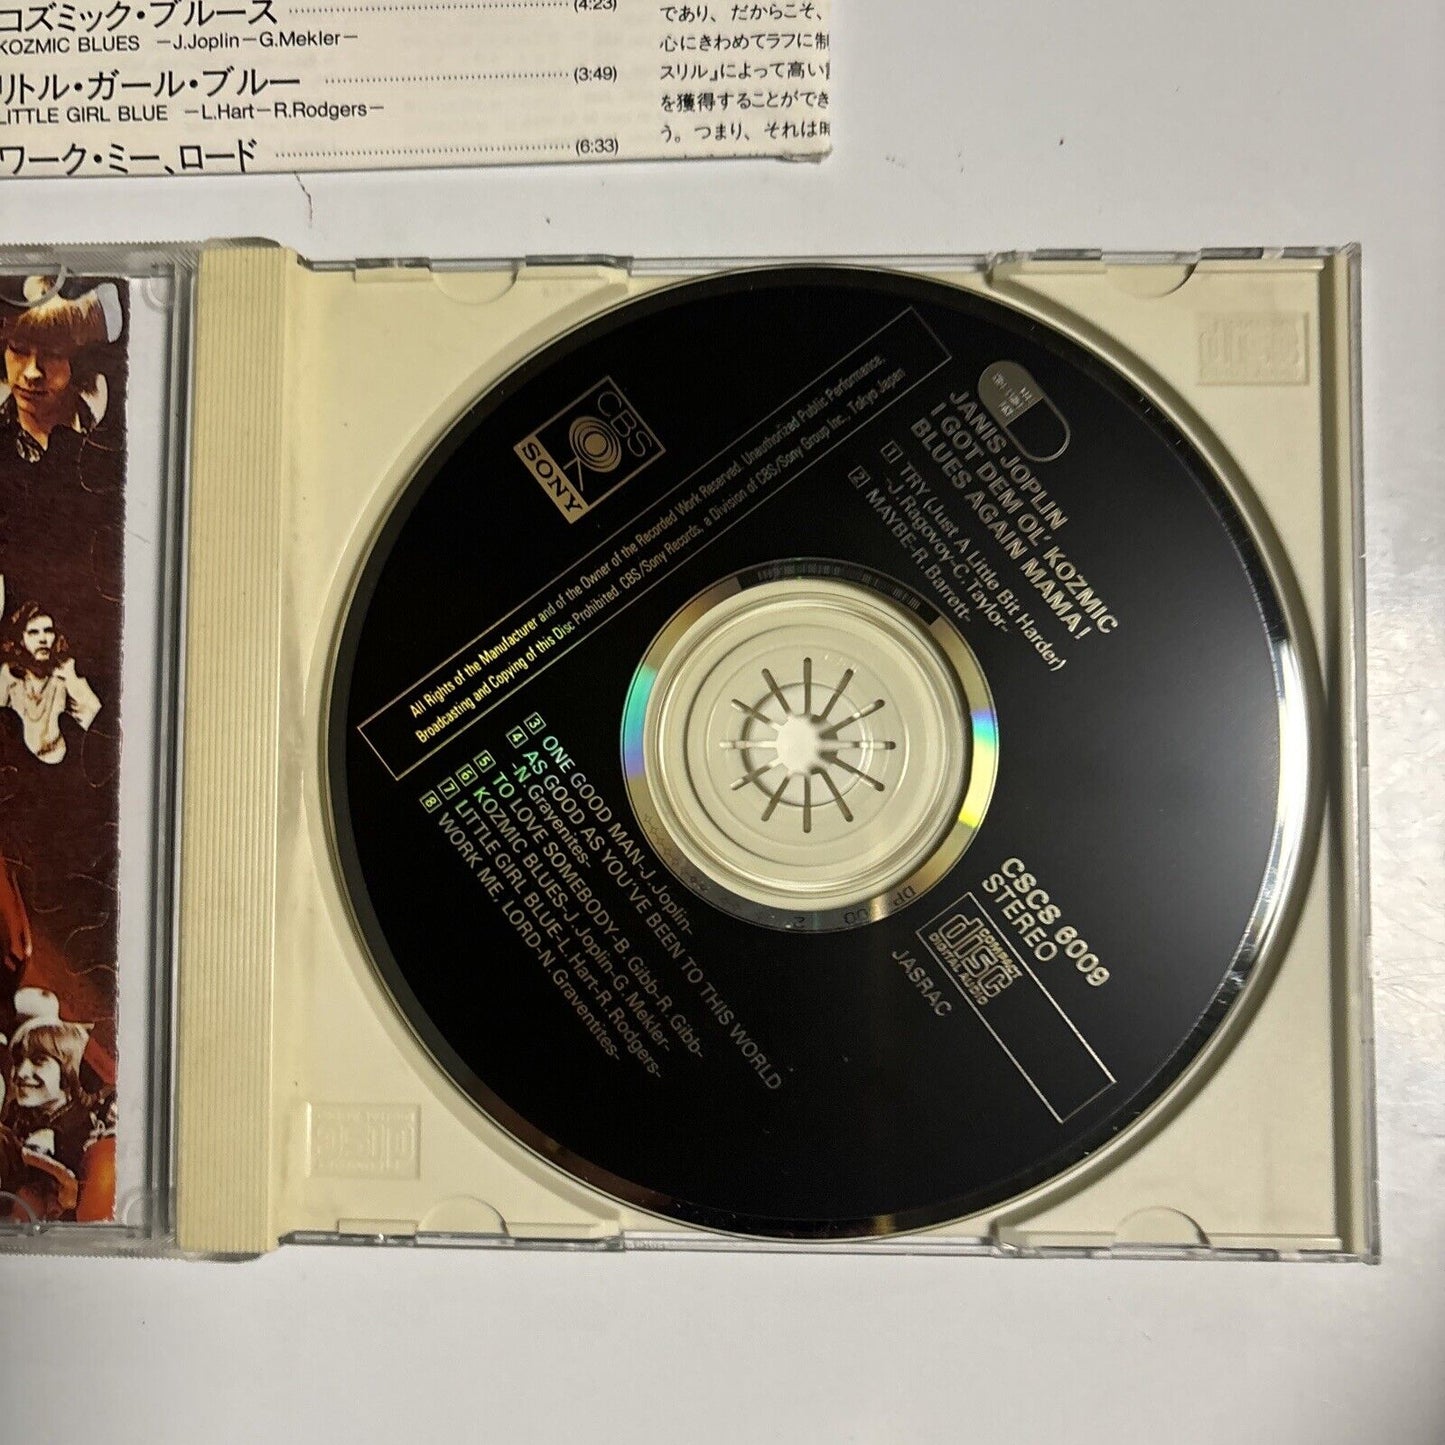 コズミック・ブルース (4:23)
KOZMIC BLUES －J.Joplin－G.Mekler－
リトル・ガール・ブルー (3:49)
LITTLE GIRL BLUE －L.Hart－R.Rodgers－
ワーク・ミー、ロード (6:33)
であり、だからこそ、
心にきわめてラフに制
スリル』によって高い
を獲得することができ
う。つまり、それは
CBS
SONY
All Rights of the Manufacturer and of the Owner of the Recorded Work Reserved. Unauthorized Public Performance,
Broadcasting and Copying of this Disc Prohibited. CBS/Sony Records, a Division of CBS/Sony Group Inc., Tokyo Japan
JANIS JOPLIN
I GOT DEM OL' KOZMIC
BLUES AGAIN MAMA!
1 TRY (Just A Little Bit Harder)
-J. Ragovoy-C. Taylor-
2 MAYBE-R. Barrett-
3 ONE GOOD MAN-J. Joplin-
4 AS GOOD AS YOU'VE BEEN TO THIS WORLD
-N. Gravenites-
5 TO LOVE SOMEBODY-B. Gibb-R. Gibb-
6 KOZMIC BLUES-J. Joplin-G. Mekler-
7 LITTLE GIRL BLUE-L. Hart-R. Rodgers-
8 WORK ME, LORD-N. Graventites-
CSCS 6009
STEREO
COMPACT
disc
DIGITAL AUDIO
JASRAC